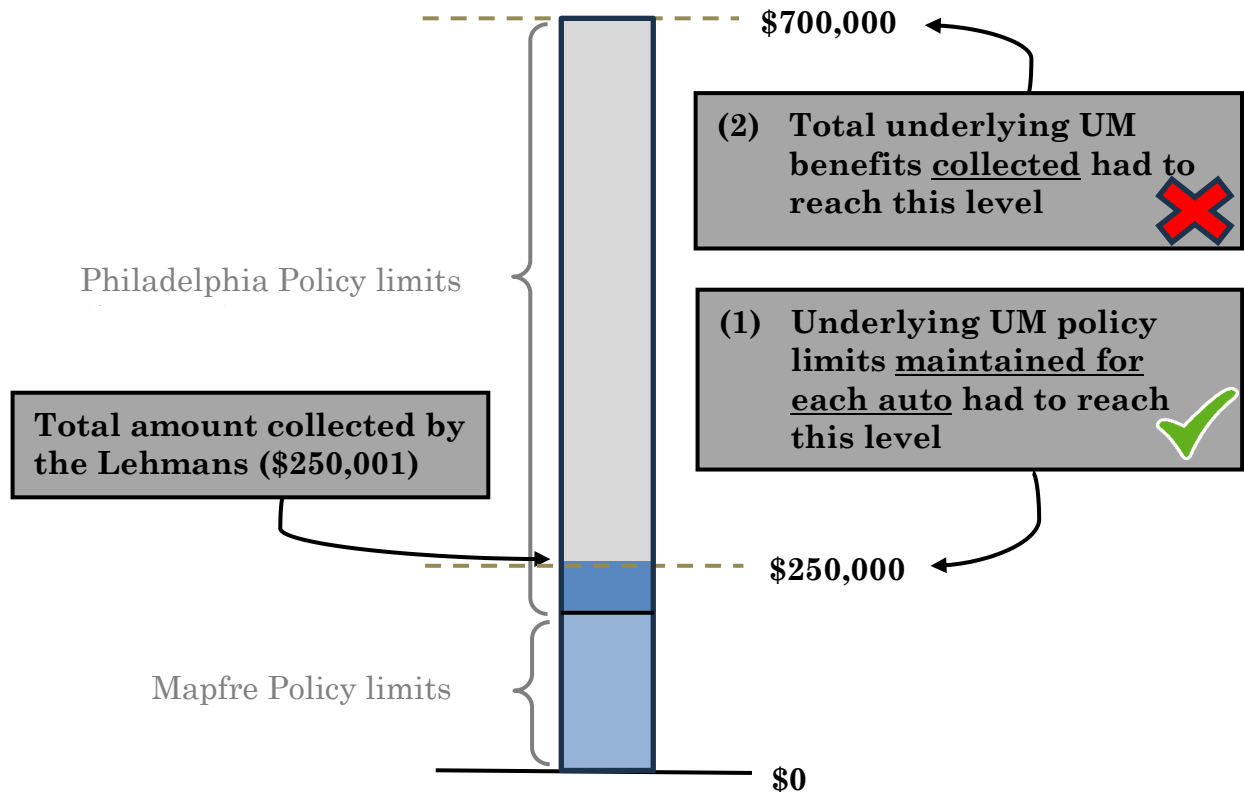 $700,000
(2) Total underlying UM
benefits collected had to
reach this level
Philadelphia Policy limits
(1) Underlying UM policy
limits maintained for
each auto had to reach
this level
Total amount collected by
the Lehmans ($250,001)
$250,000
Mapfre Policy limits
$0